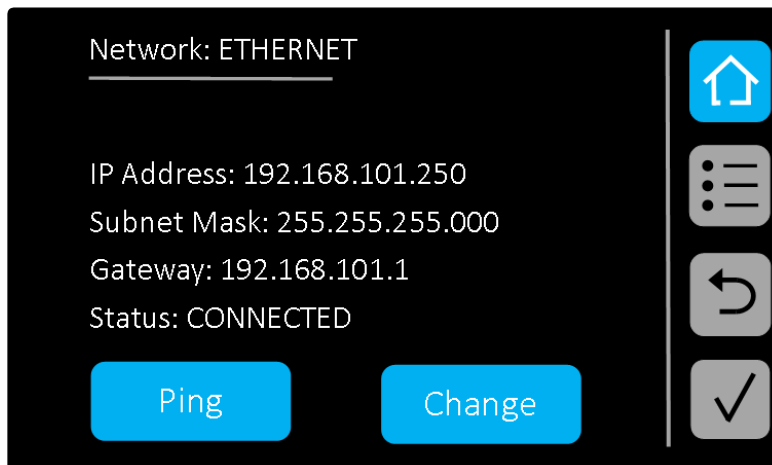 Network: ETHERNET
IP Address: 192.168.101.250
Subnet Mask: 255.255.255.000
Gateway: 192.168.101.1
Status: CONNECTED
Ping
Change